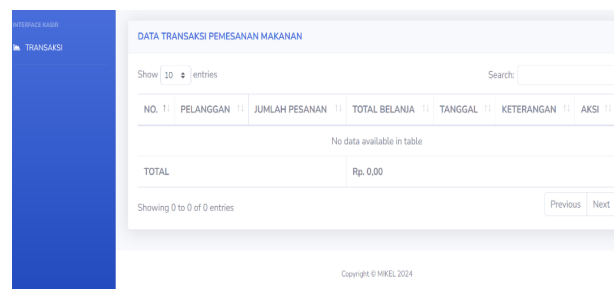 INTERFACE KASIR
TRANSAKSI
DATA TRANSAKSI PEMESANAN MAKANAN
Show 10 entries
Search:
NO. PELANGGAN JUMLAH PESANAN TOTAL BELANJA TANGGAL KETERANGAN AKSI
No data available in table
TOTAL Rp. 0,00
Showing 0 to 0 of 0 entries
Previous Next
Copyright © MIKEL 2024